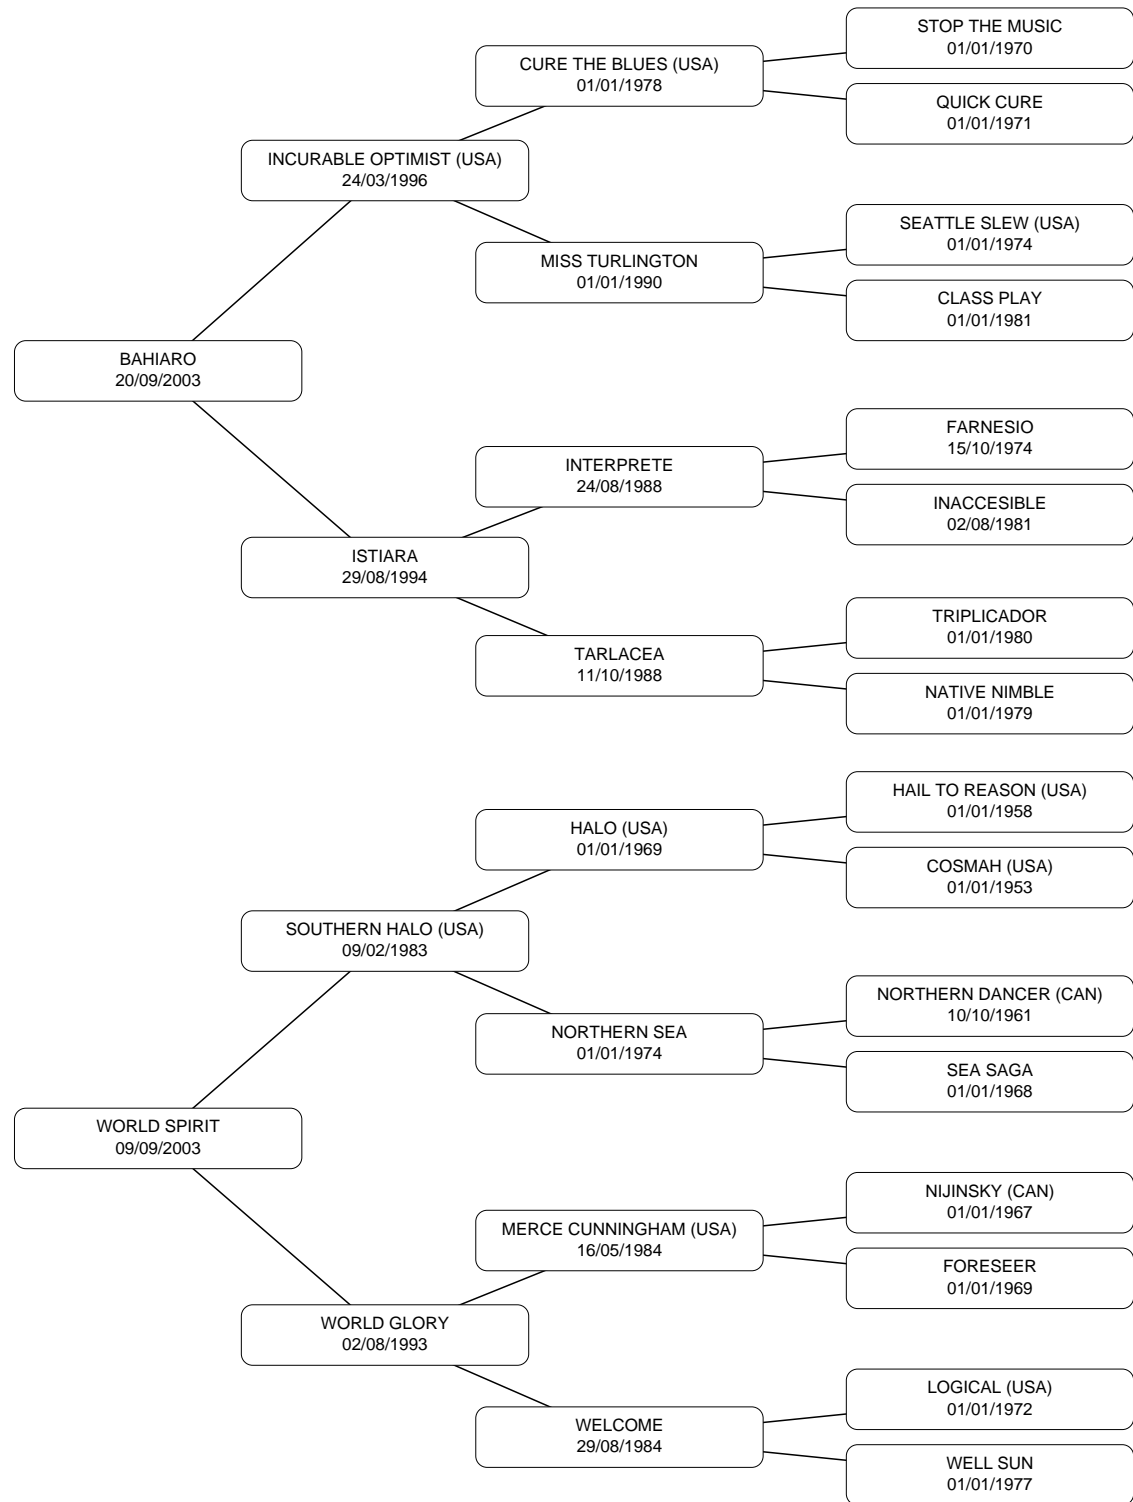 STOP THE MUSIC
01/01/1970
CURE THE BLUES (USA)
01/01/1978
QUICK CURE
01/01/1971
INCURABLE OPTIMIST (USA)
24/03/1996
SEATTLE SLEW (USA)
01/01/1974
MISS TURLINGTON
01/01/1990
CLASS PLAY
01/01/1981
BAHIARO
20/09/2003
FARNESIO
15/10/1974
INTERPRETE
24/08/1988
INACCESIBLE
02/08/1981
ISTIARA
29/08/1994
TRIPLICADOR
01/01/1980
TARLACEA
11/10/1988
NATIVE NIMBLE
01/01/1979
HAIL TO REASON (USA)
01/01/1958
HALO (USA)
01/01/1969
COSMAH (USA)
01/01/1953
SOUTHERN HALO (USA)
09/02/1983
NORTHERN DANCER (CAN)
10/10/1961
NORTHERN SEA
01/01/1974
SEA SAGA
01/01/1968
WORLD SPIRIT
09/09/2003
NIJINSKY (CAN)
01/01/1967
MERCE CUNNINGHAM (USA)
16/05/1984
FORESEER
01/01/1969
WORLD GLORY
02/08/1993
LOGICAL (USA)
01/01/1972
WELCOME
29/08/1984
WELL SUN
01/01/1977